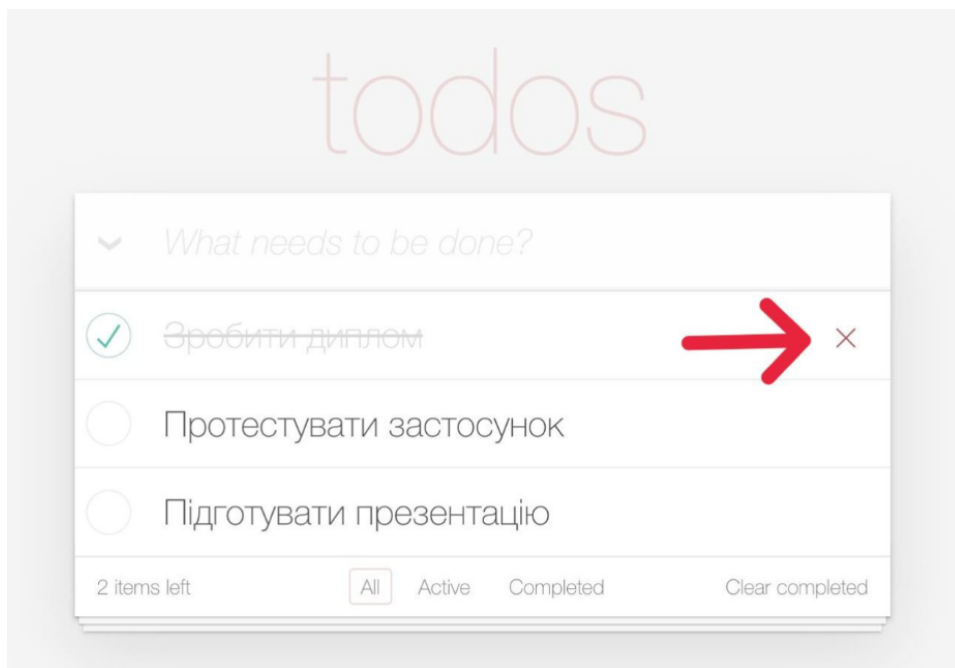 todos
What needs to be done?
Зробити диплом
Протестувати застосунок
Підготувати презентацію
2 items left All Active Completed Clear completed